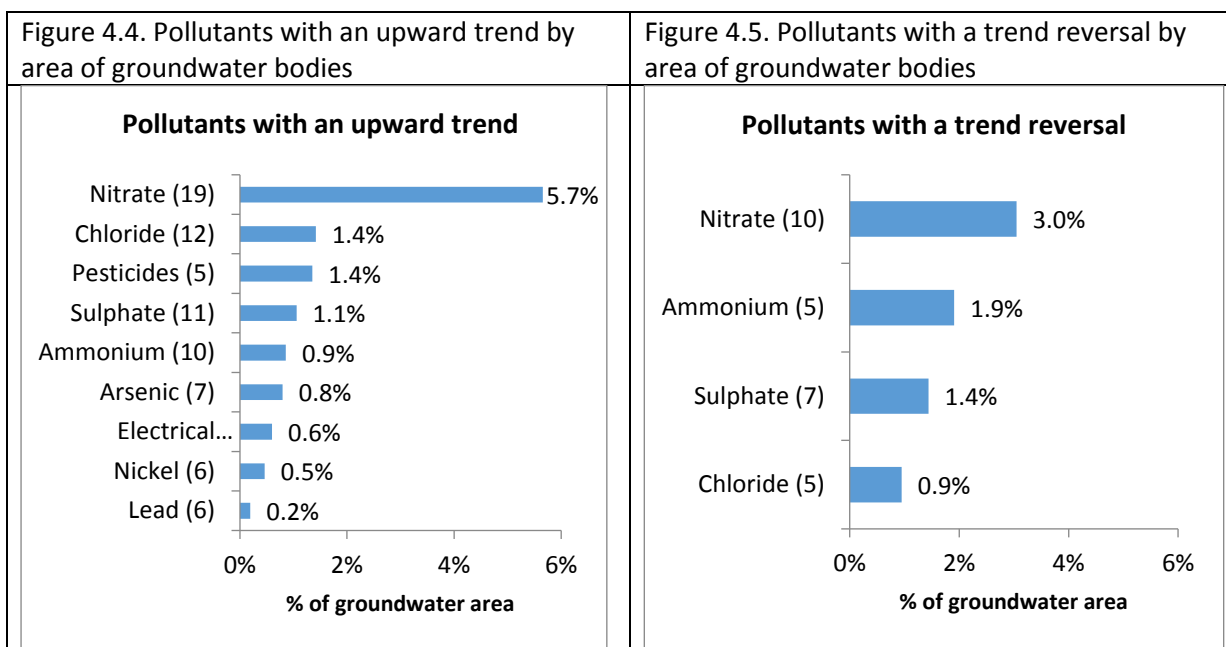 Figure 4.4. Pollutants with an upward trend by
area of groundwater bodies
Pollutants with an upward trend
Nitrate (19)
5.7%
Chloride (12)
1.4%
Pesticides (5)
1.4%
Sulphate (11)
1.1%
Ammonium (10)
0.9%
Arsenic (7)
0.8%
Electrical...
0.6%
Nickel (6)
0.5%
Lead (6)
0.2%
0%
2%
4%
6%
% of groundwater area
Figure 4.5. Pollutants with a trend reversal by
area of groundwater bodies
Pollutants with a trend reversal
Nitrate (10)
3.0%
Ammonium (5)
1.9%
Sulphate (7)
1.4%
Chloride (5)
0.9%
0%
2%
4%
6%
% of groundwater area